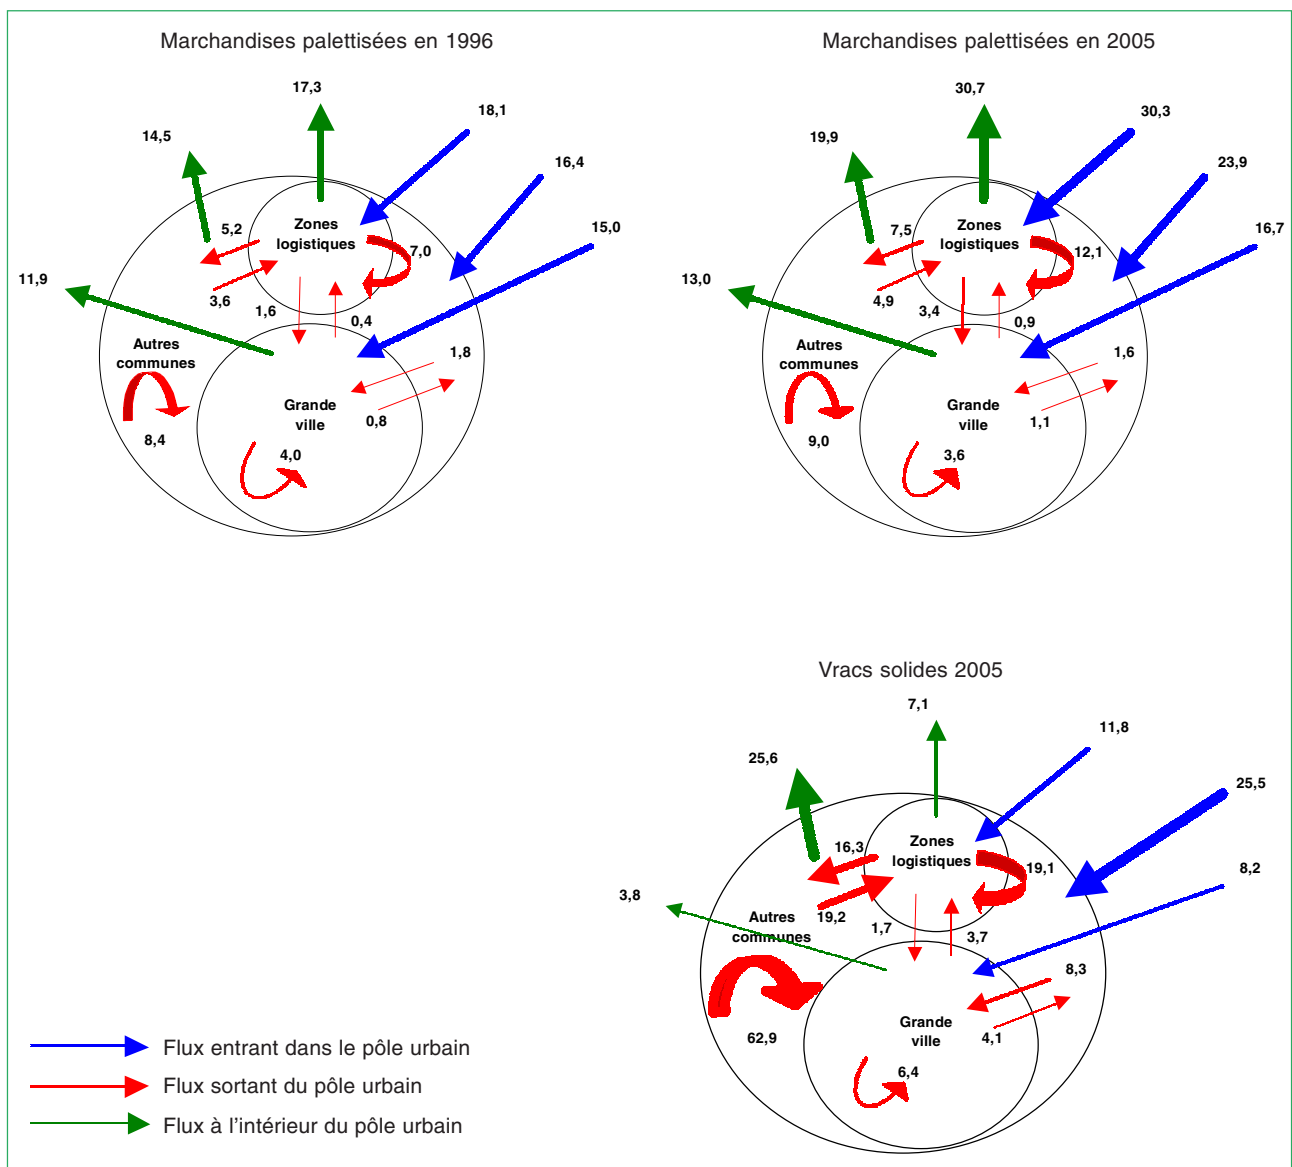 Marchandises palettisées en 1996
17,3
18,1
14,5
16,4
15,0
5,2
Zones
logistiques
7,0
11,9
3,6
1,6
0,4
Autres
communes
1,8
Grande
ville
0,8
8,4
4,0
Marchandises palettisées en 2005
30,7
30,3
19,9
23,9
16,7
7,5
Zones
logistiques
12,1
13,0
4,9
3,4
0,9
Autres
communes
1,6
Grande
ville
1,1
9,0
3,6
Vracs solides 2005
7,1
11,8
25,6
25,5
16,3
Zones
logistiques
19,1
8,2
3,8
19,2
Autres
communes
1,7
3,7
8,3
Grande
ville
4,1
62,9
6,4
Flux entrant dans le pôle urbain
Flux sortant du pôle urbain
Flux à l'intérieur du pôle urbain